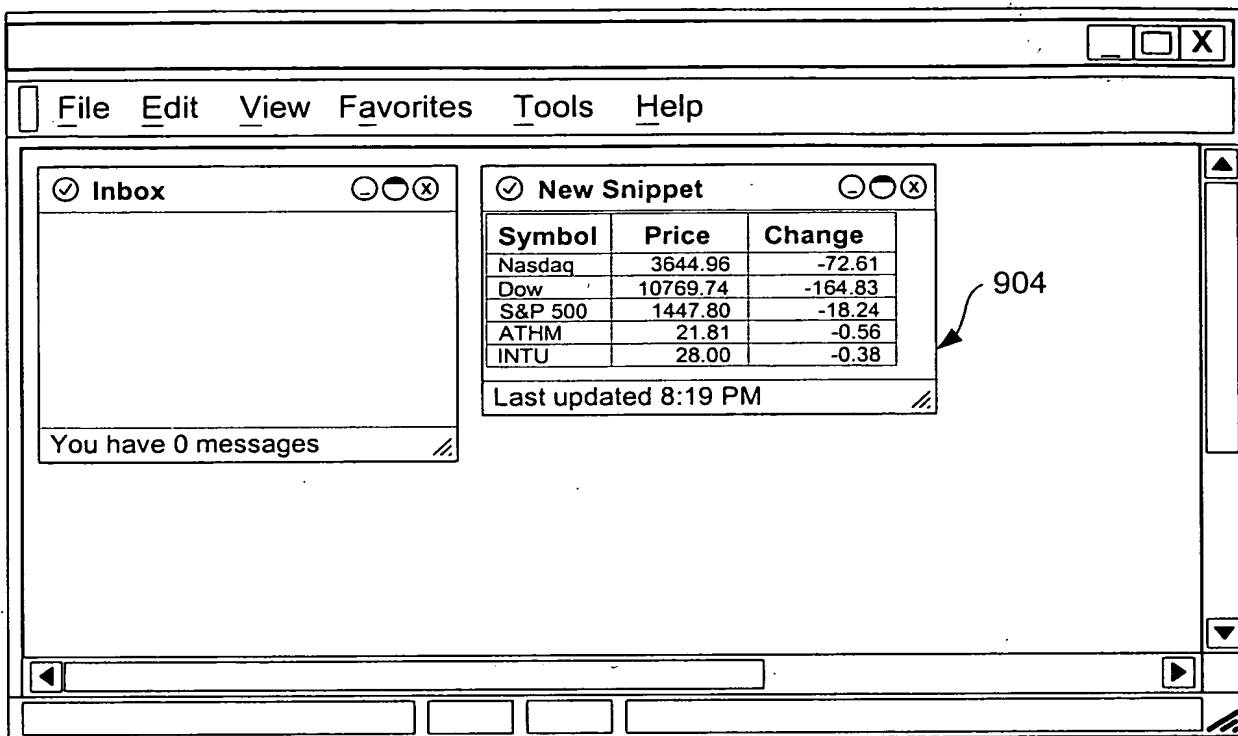 _ X
File Edit View Favorites Tools Help
Inbox
You have 0 messages
New Snippet
Symbol Price Change
Nasdaq 3644.96 -72.61
Dow 10769.74 -164.83
S&P 500 1447.80 -18.24
ATHM 21.81 -0.56
INTU 28.00 -0.38
Last updated 8:19 PM
904